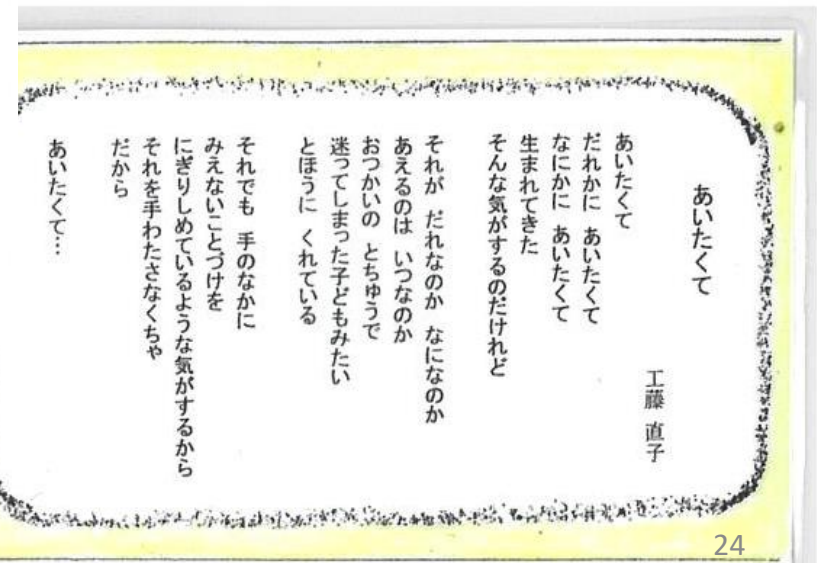 あいたくて
工藤 直子
あいたくて
だれかに あいたくて
なにかに あいたくて
生まれてきた
そんな気がするのだけれど
それが だれなのか なになのか
あえるのは いつなのか
おつかいの とちゅうで
迷ってしまった子どもみたい
とほうに くれている
それでも 手のなかに
みえないことづけを
にぎりしめているような気がするから
それを手わたさなくちゃ
だから
あいたくて…
24